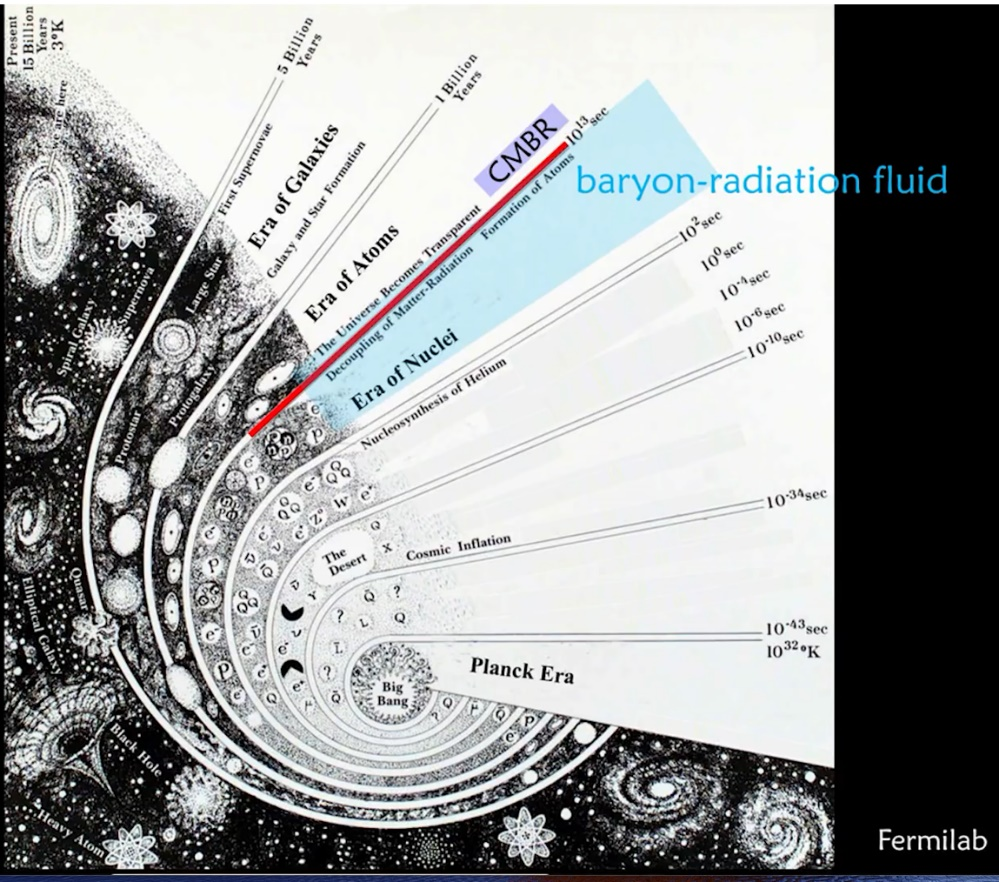 Present
15 Billion
Years
3°K
5 Billion
Years
First Supernovae
Era of Galaxies
Galaxy and Star Formation
1 Billion
Years
Era of Atoms
CMBR
10¹³ sec
The Universe Becomes Transparent
Decoupling of Matter-Radiation
Formation of Atoms
baryon-radiation fluid
Era of Nuclei
10² sec
Nucleosynthesis of Helium
10⁰ sec
10⁻⁴ sec
10⁻⁶ sec
10⁻¹⁰ sec
The
Desert
Cosmic Inflation
10⁻³⁴ sec
10⁻⁴³ sec
10³² °K
Planck Era
Big
Bang
Supernova
Large Star
Spiral Galaxy
Protogalaxy
Protostar
Quasar
Elliptical Galaxy
Black Hole
Heavy Atom
Fermilab